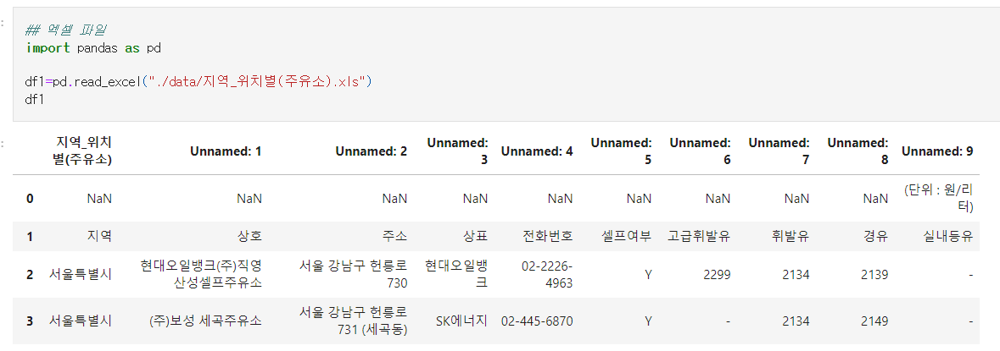 :
## 엑셀 파일
import pandas as pd
df1=pd.read_excel("./data/지역_위치별(주유소).xls")
df1
:
지역_위치
별(주유소) Unnamed: 1 Unnamed: 2 Unnamed:
3 Unnamed: 4 Unnamed:
5 Unnamed:
6 Unnamed:
7 Unnamed:
8 Unnamed: 9
0 NaN NaN NaN NaN NaN NaN NaN NaN NaN (단위 : 원/리
터)
1 지역 상호 주소 상표 전화번호 셀프여부 고급휘발유 휘발유 경유 실내등유
2 서울특별시 현대오일뱅크(주)직영
산성셀프주유소 서울 강남구 헌릉로
730 현대오일뱅
크 02-2226-
4963 Y 2299 2134 2139 -
3 서울특별시 (주)보성 세곡주유소 서울 강남구 헌릉로
731 (세곡동) SK에너지 02-445-6870 Y - 2134 2149 -